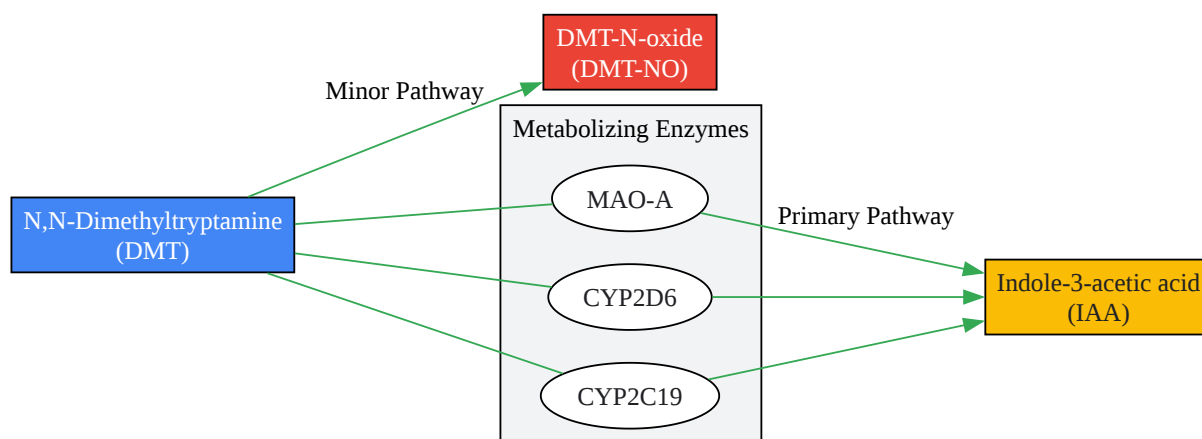 DMT-N-oxide
(DMT-NO)
Minor Pathway
Metabolizing Enzymes
MAO-A
N,N-Dimethyltryptamine
(DMT)
Primary Pathway
CYP2D6
Indole-3-acetic acid
(IAA)
CYP2C19